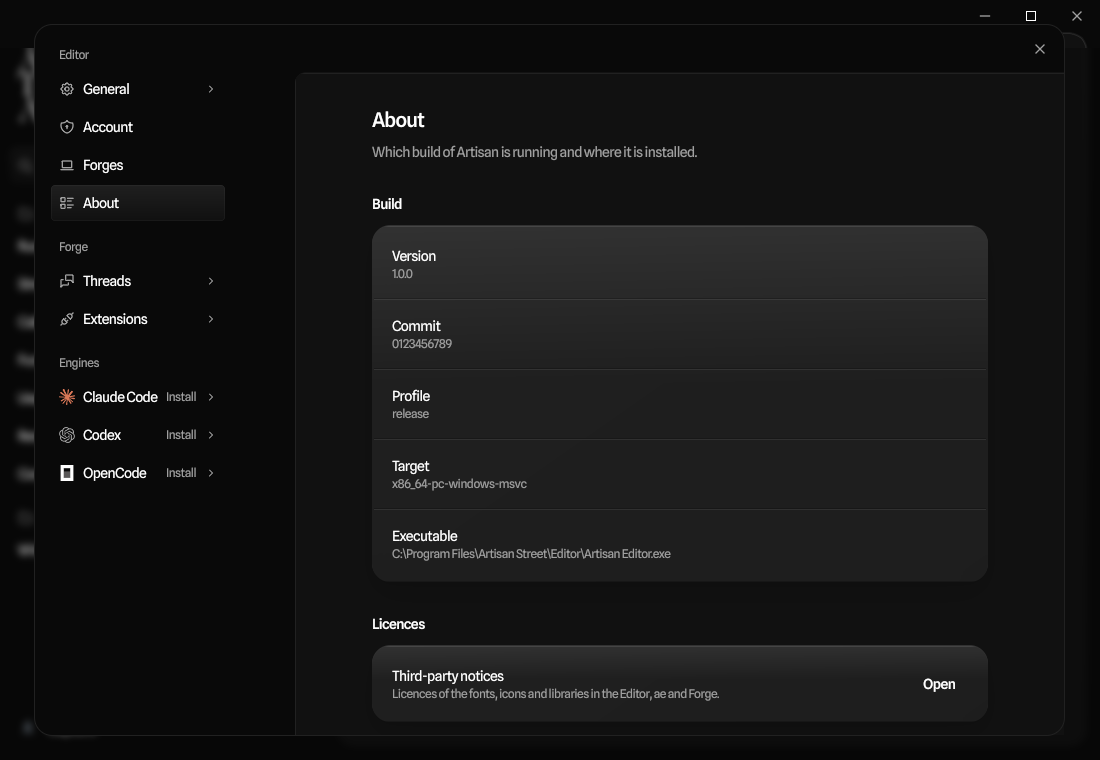 Editor
General
Account
Forges
About
Forge
Threads
Extensions
Engines
Claude Code Install
Codex Install
OpenCode Install
About
Which build of Artisan is running and where it is installed.
Build
Version
1.0.0
Commit
0123456789
Profile
release
Target
x86_64-pc-windows-msvc
Executable
C:\Program Files\Artisan Street\Editor\Artisan Editor.exe
Licences
Third-party notices
Licences of the fonts, icons and libraries in the Editor, ae and Forge.
Open